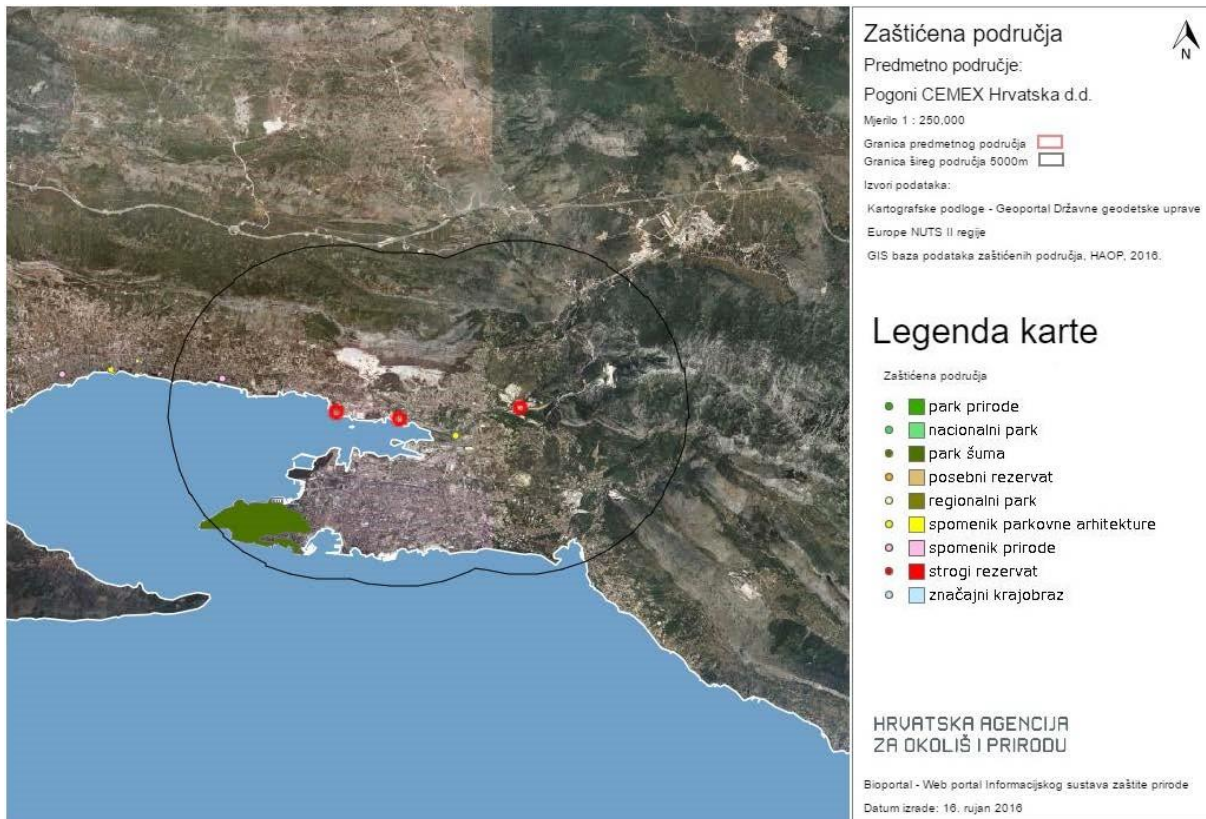 Zaštićena područja
N
Predmetno područje:
Pogoni CEMEX Hrvatska d.d.
Mjerilo 1 : 250,000
Granica predmetnog područja
Granica šireg područja 5000m
Izvori podataka:
Kartografske podloge - Geoportal Državne geodetske uprave
Europe NUTS II regije
GIS baza podataka zaštićenih područja, HAOP, 2016.
Legenda karte
Zaštićena područja
park prirode
nacionalni park
park šuma
posebni rezervat
regionalni park
spomenik parkovne arhitekture
spomenik prirode
strogi rezervat
značajni krajobraz
HRVATSKA AGENCIJA
ZA OKOLIŠ I PRIRODU
Bioportal - Web portal Informacijskog sustava zaštite prirode
Datum izrade: 16. rujan 2016